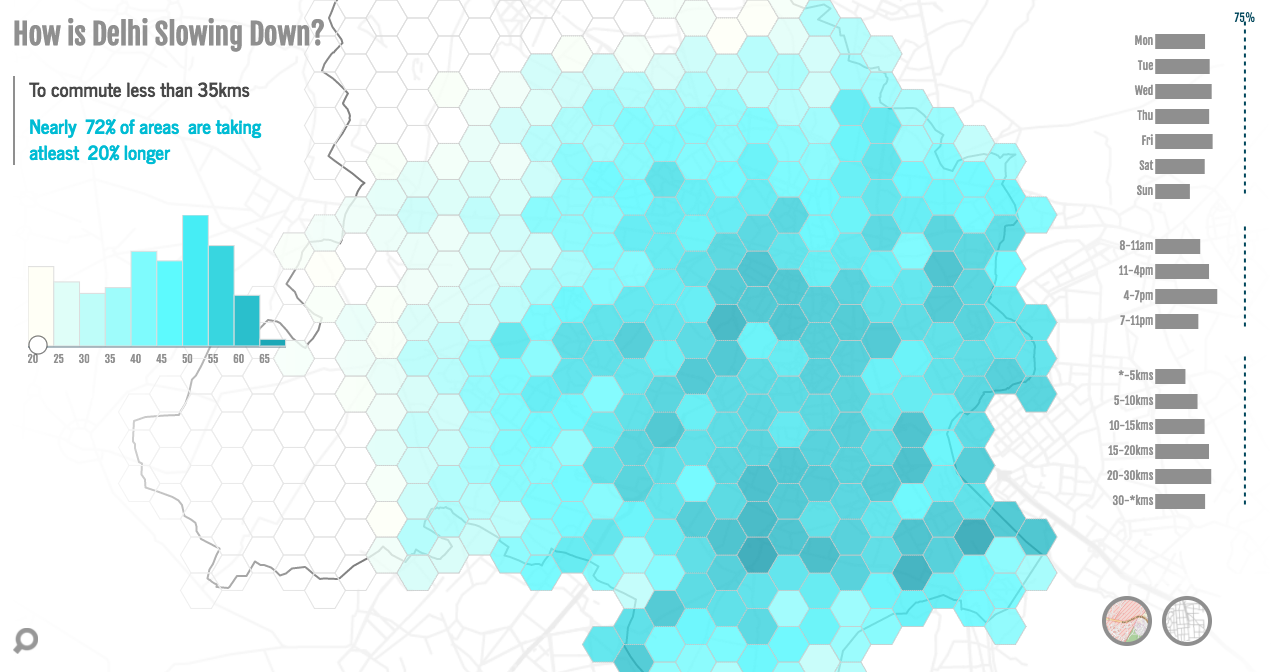 How is Delhi Slowing Down?
To commute less than 35kms
Nearly 72% of areas are taking
atleast 20% longer
20 25 30 35 40 45 50 55 60 65
75%
Mon
Tue
Wed
Thu
Fri
Sat
Sun
8-11am
11-4pm
4-7pm
7-11pm
*-5kms
5-10kms
10-15kms
15-20kms
20-30kms
30-*kms